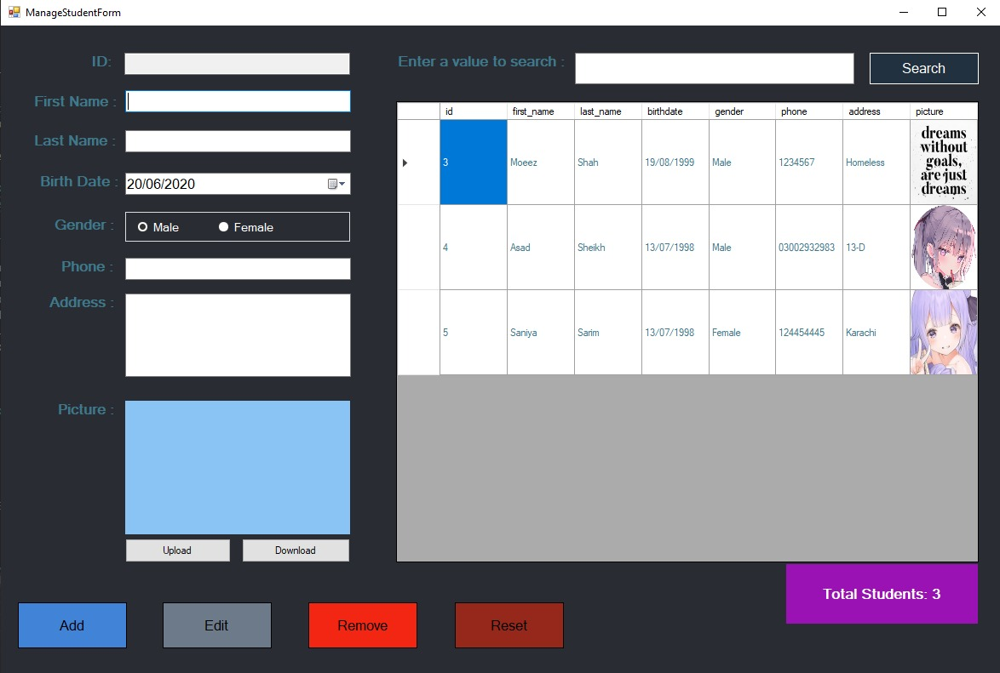 ManageStudentForm
ID:
First Name :
Last Name :
Birth Date : 20/06/2020
Gender : Male Female
Phone :
Address :
Picture :
Upload Download
Enter a value to search : Search
id first_name last_name birthdate gender phone address picture
3 Moeez Shah 19/08/1999 Male 1234567 Homeless
dreams
without
goals,
are just
dreams
4 Asad Sheikh 13/07/1998 Male 03002932983 13-D
5 Saniya Sarim 13/07/1998 Female 124454445 Karachi
Total Students: 3
Add Edit Remove Reset